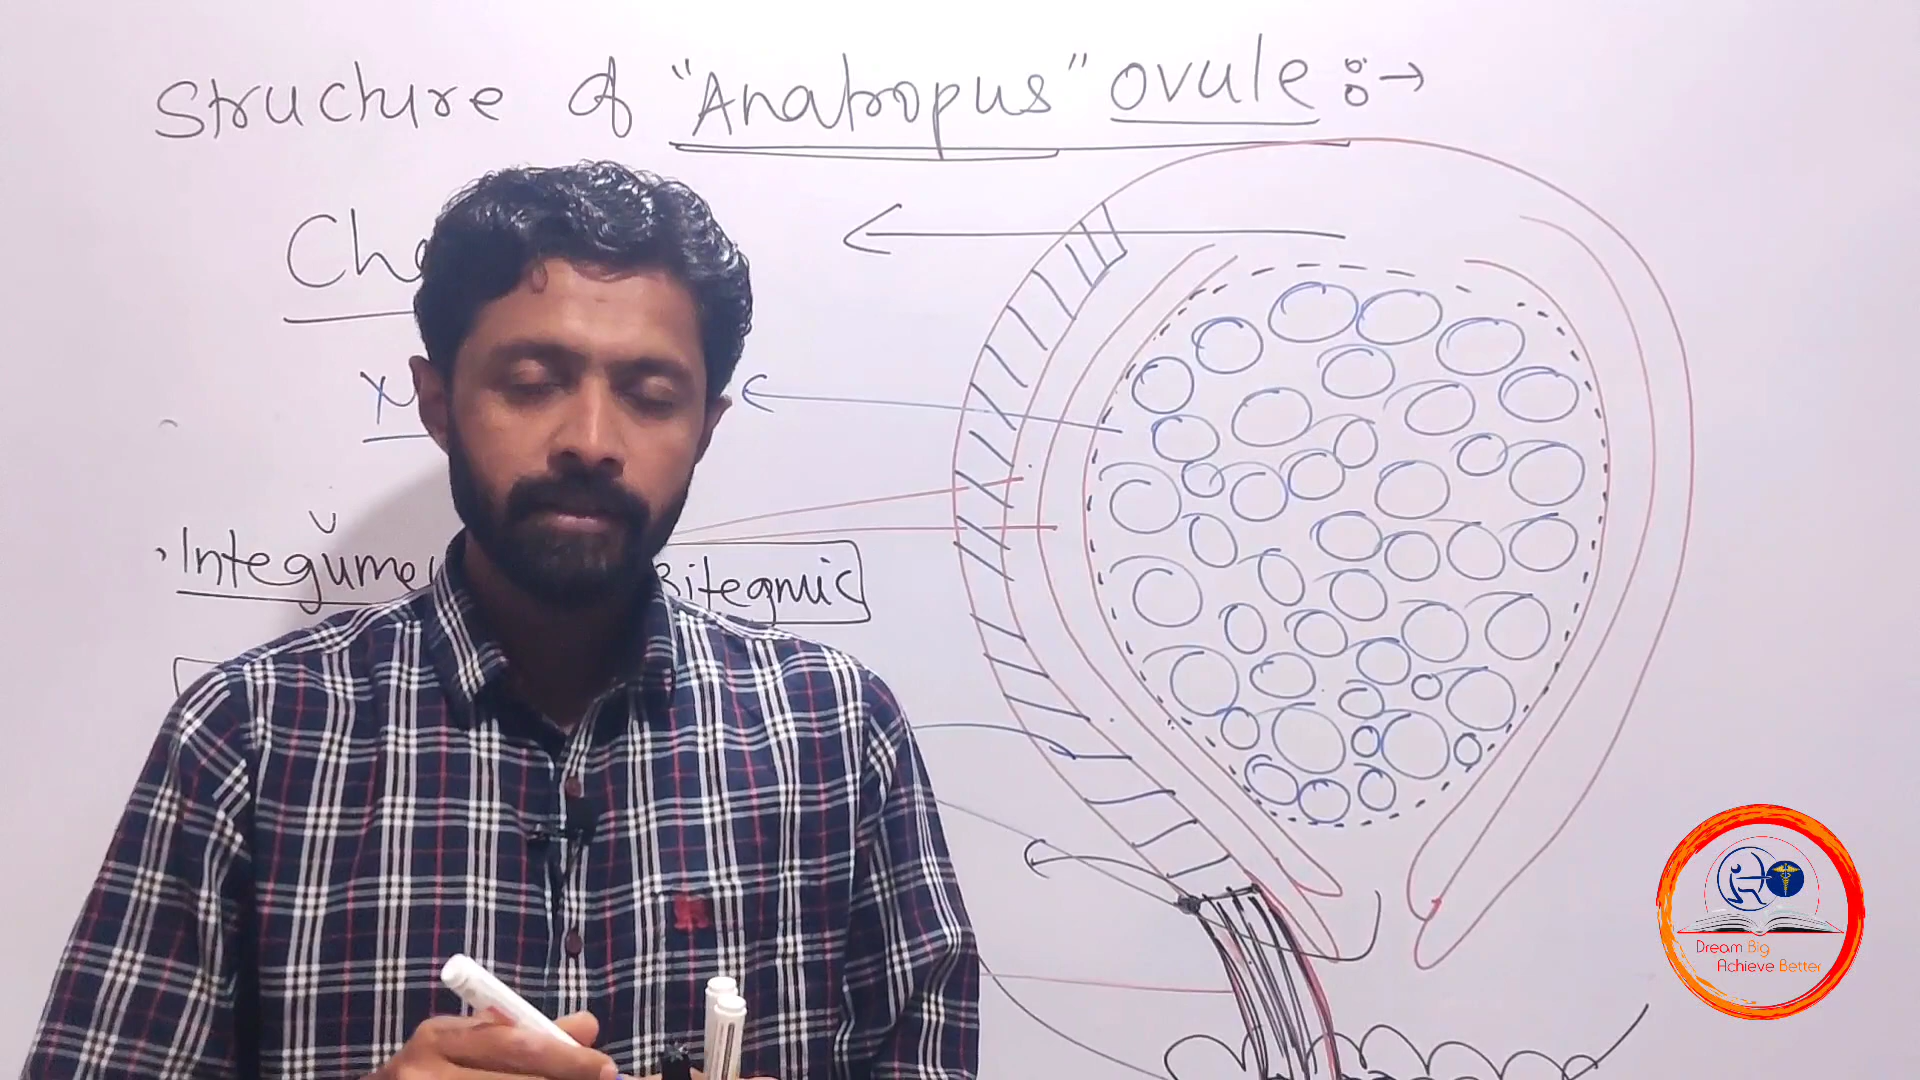 Structure of "Anatropus" ovule :→
Integume
Bitegmic
Dream Big
Achieve Better